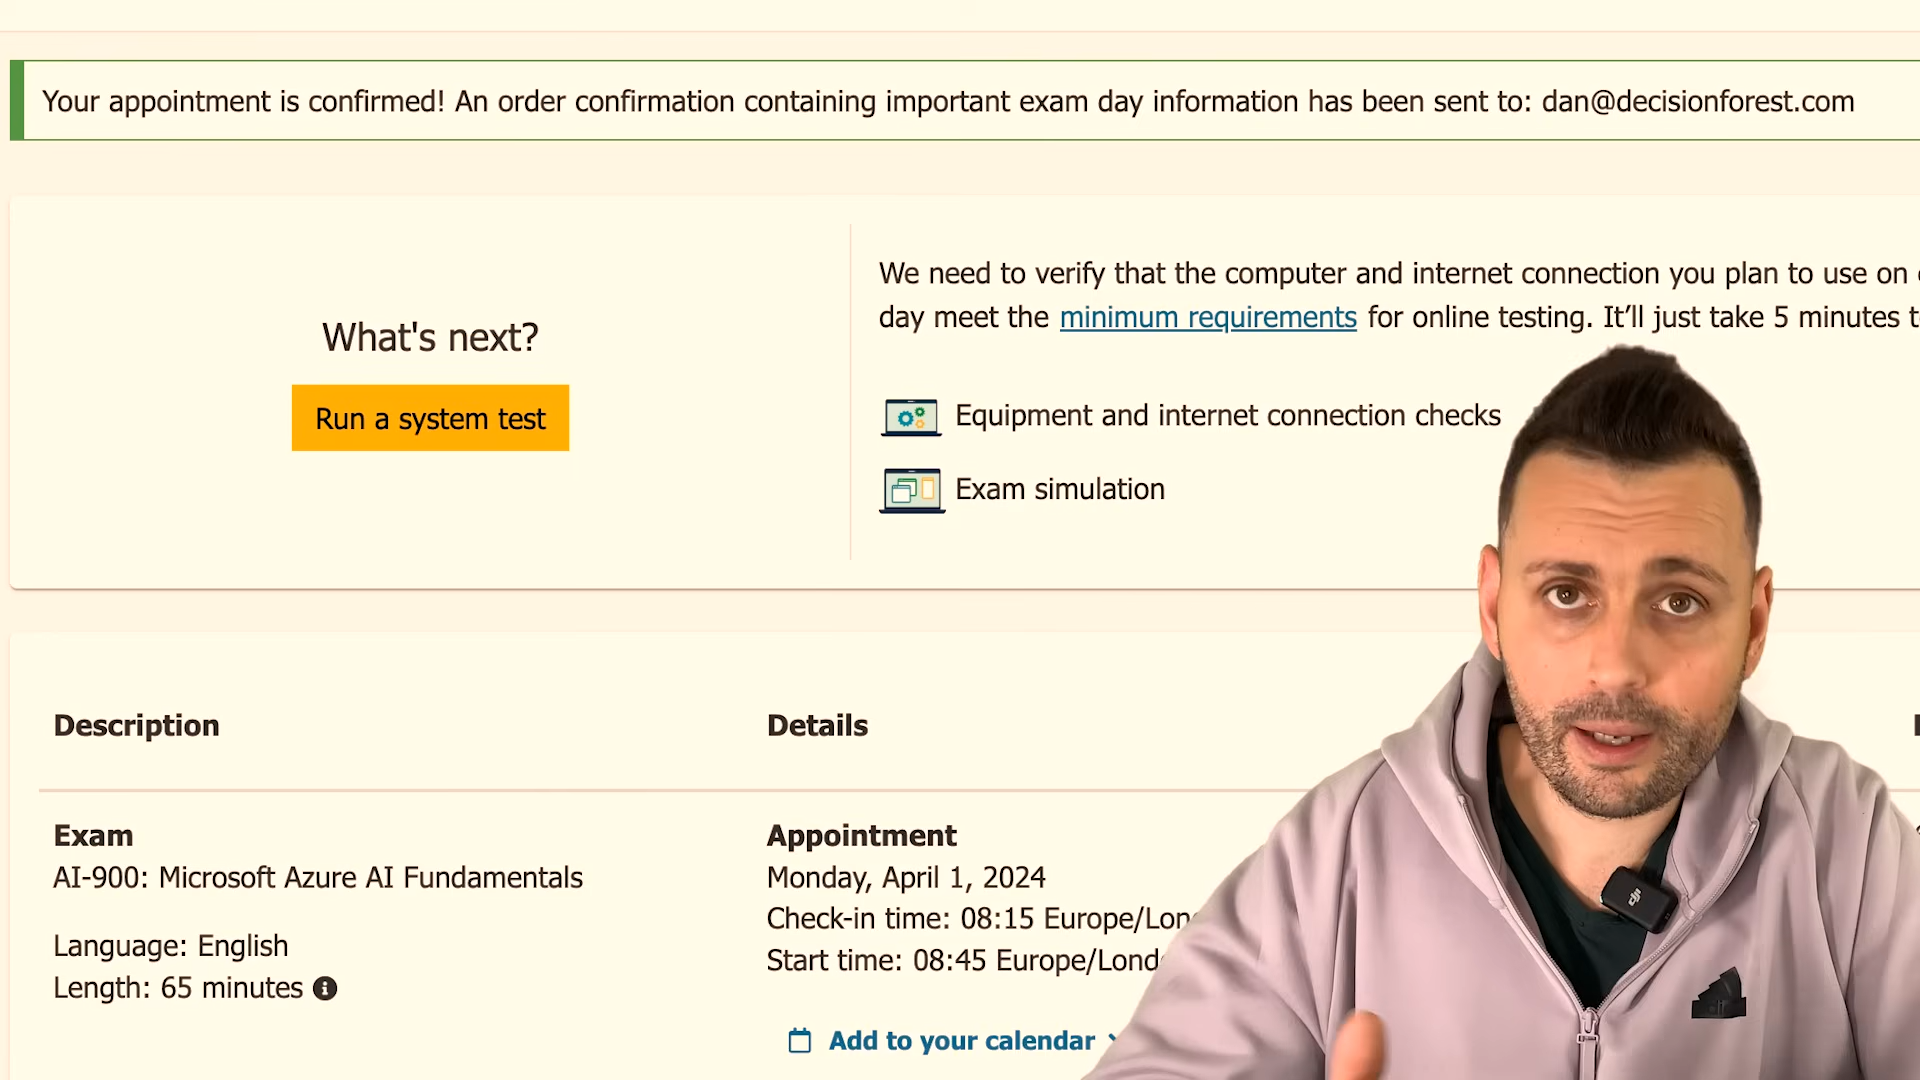 Your appointment is confirmed! An order confirmation containing important exam day information has been sent to: dan@decisionforest.com
We need to verify that the computer and internet connection you plan to use on
day meet the minimum requirements for online testing. It’ll just take 5 minutes
What's next?
Run a system test
Equipment and internet connection checks
Exam simulation
Description
Details
Exam
AI-900: Microsoft Azure AI Fundamentals
Language: English
Length: 65 minutes
Appointment
Monday, April 1, 2024
Check-in time: 08:15 Europe/Lon
Start time: 08:45 Europe/Lond
Add to your calendar
dji